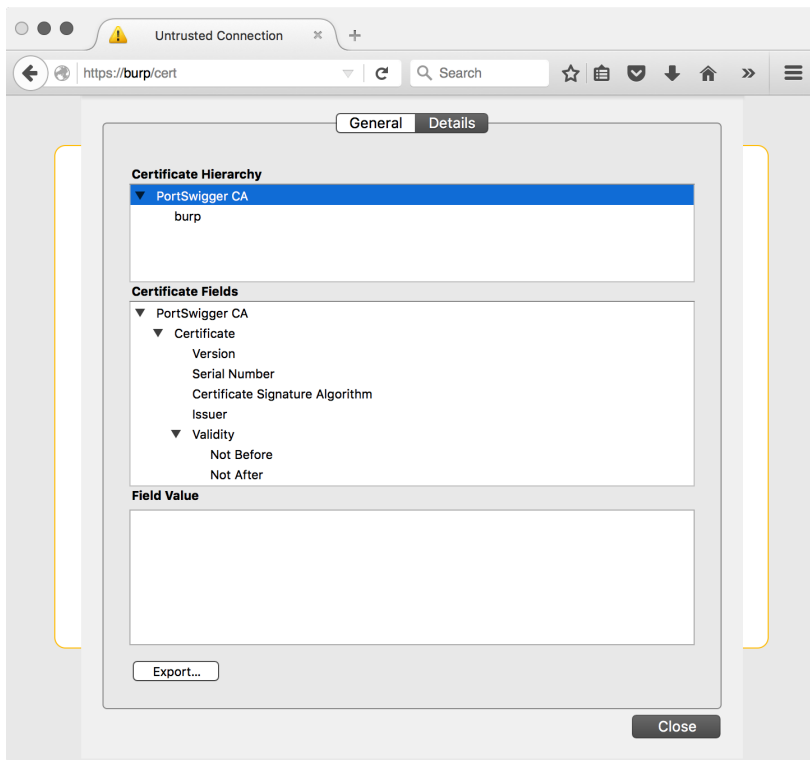 Untrusted Connection
https://burp/cert
Search
General Details
Certificate Hierarchy
PortSwigger CA
burp
Certificate Fields
PortSwigger CA
Certificate
Version
Serial Number
Certificate Signature Algorithm
Issuer
Validity
Not Before
Not After
Field Value
Export...
Close